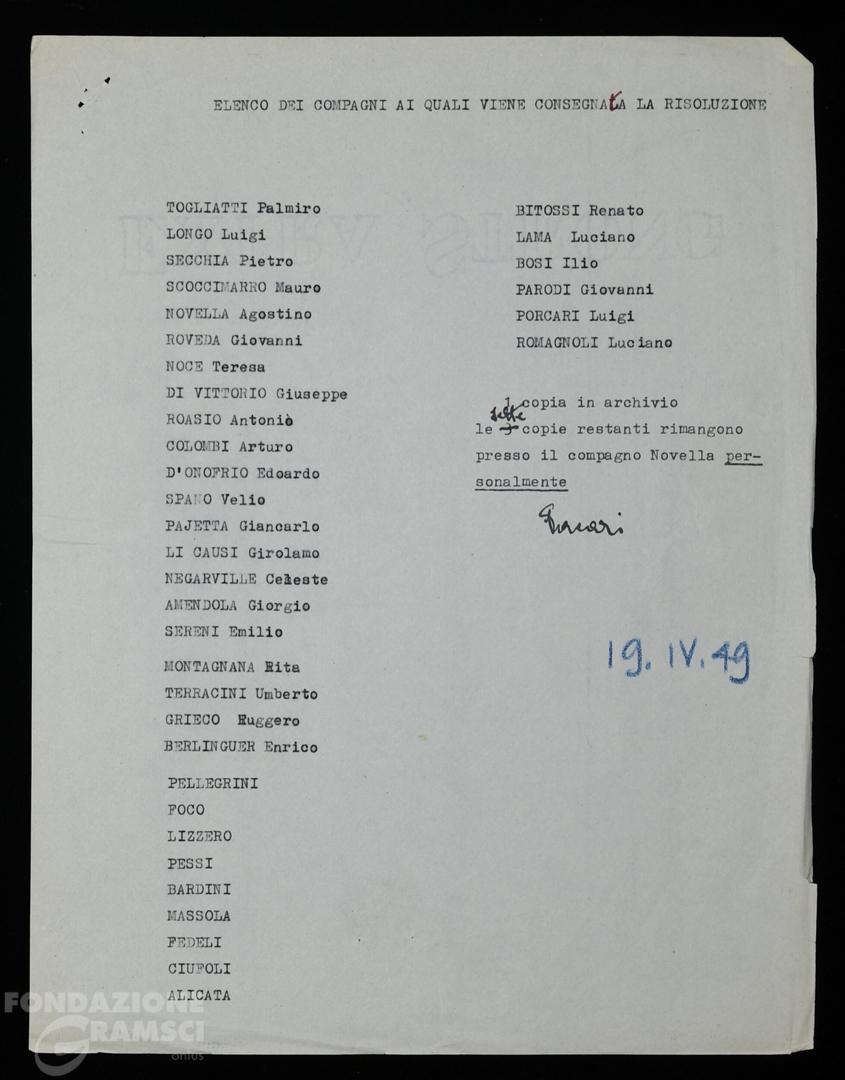 ELENCO DEI COMPAGNI AI QUALI VIENE CONSEGNATA LA RISOLUZIONE
TOGLIATTI Palmiro
LONGO Luigi
SECCHIA Pietro
SCOCCIMARRO Mauro
NOVELLA Agostino
ROVEDA Giovanni
NOCE Teresa
DI VITTORIO Giuseppe
ROASIO Antonio
COLOMBI Arturo
D'ONOFRIO Edoardo
SPANO Velio
PAJETTA Giancarlo
LI CAUSI Girolamo
NEGARVILLE Celeste
AMENDOLA Giorgio
SERENI Emilio
MONTAGNANA Rita
TERRACINI Umberto
GRIECO Ruggero
BERLINGUER Enrico
PELLEGRINI
FOCO
LIZZERO
PESSI
BARDINI
MASSOLA
FEDELI
CIUFOLI
ALICATA
BITOSSI Renato
LAMA Luciano
BOSI Ilio
PARODI Giovanni
PORCARI Luigi
ROMAGNOLI Luciano
1 copia in archivio
sette
le 3 copie restanti rimangono
presso il compagno Novella per-
sonalmente
19.IV.49
FONDAZIONE
GRAMSCI
onlus